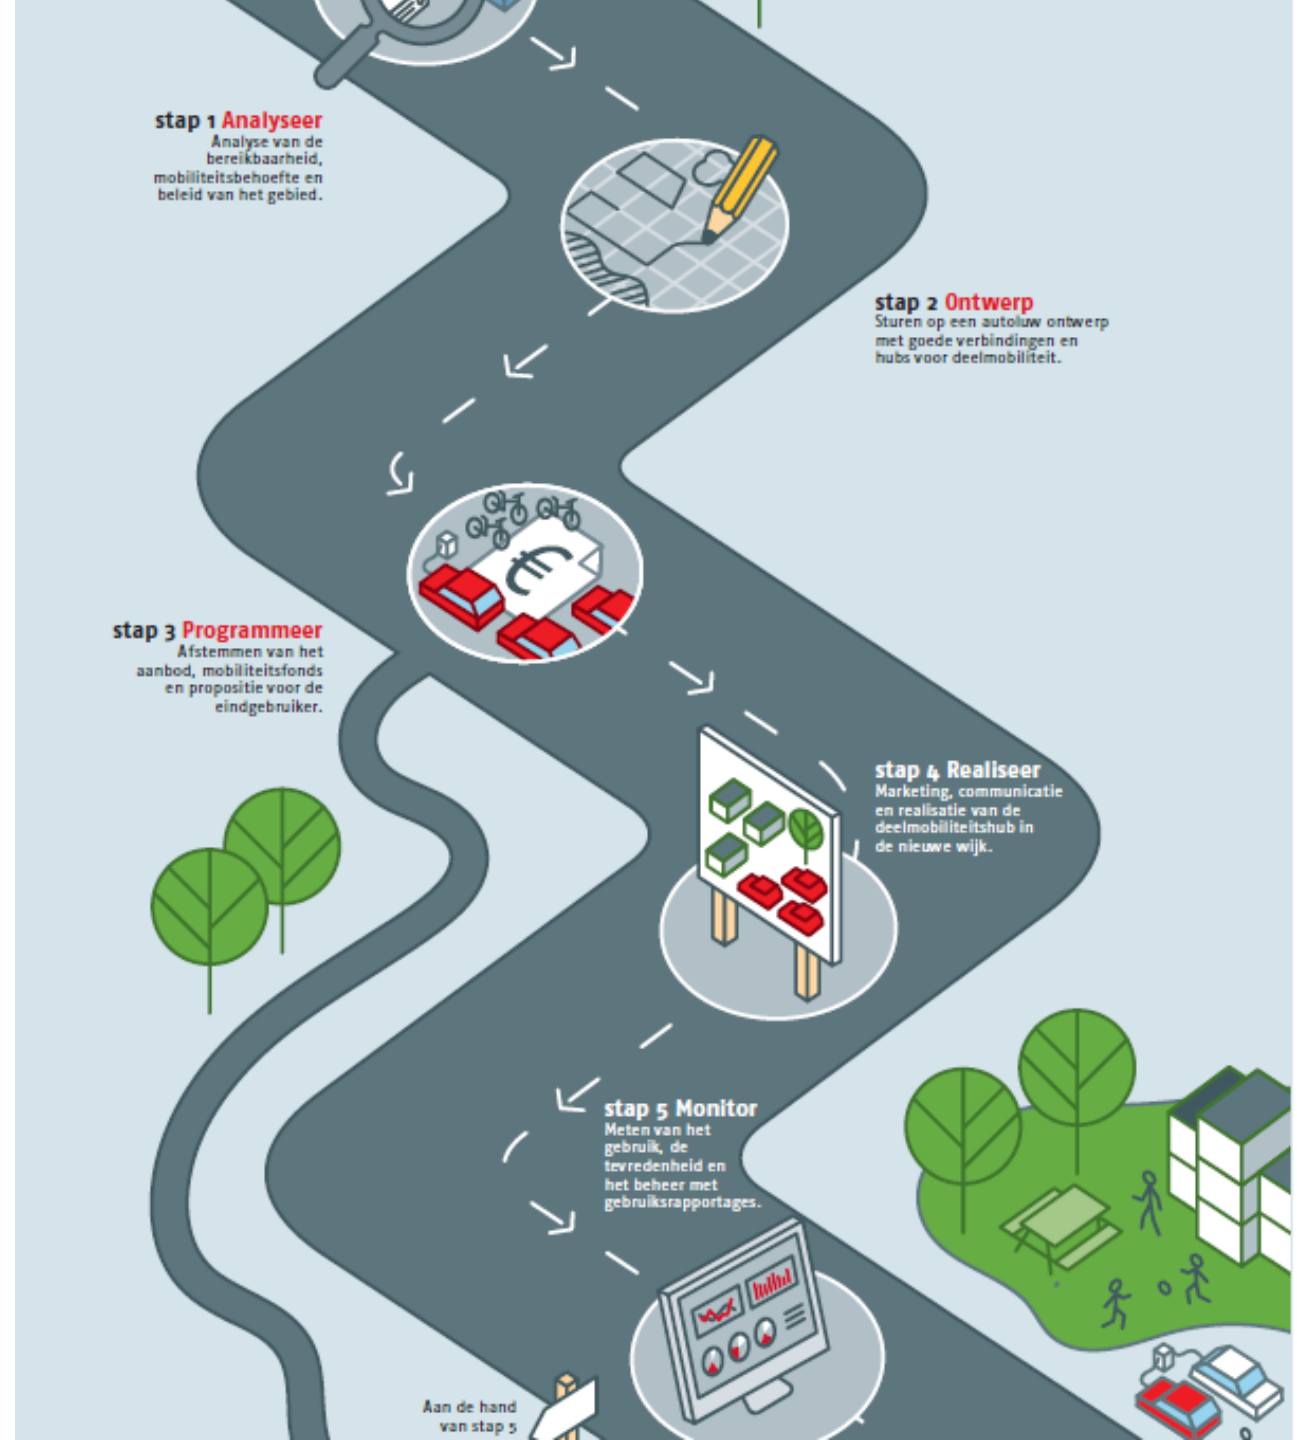 stap 1 Analyseer
Analyse van de
bereikbaarheid,
mobiliteitsbehoefte en
beleid van het gebied.
stap 2 Ontwerp
Sturen op een autoluw ontwerp
met goede verbindingen en
hubs voor deelmobiliteit.
€
stap 3 Programmeer
Afstemmen van het
aanbod, mobiliteitsfonds
en propositie voor de
eindgebruiker.
stap 4 Realiseer
Marketing, communicatie
en realisatie van de
deelmobiliteitshub in
de nieuwe wijk.
stap 5 Monitor
Meten van het
gebruik, de
tevredenheid en
het beheer met
gebruiksrapportages.
Aan de hand
van stap 5